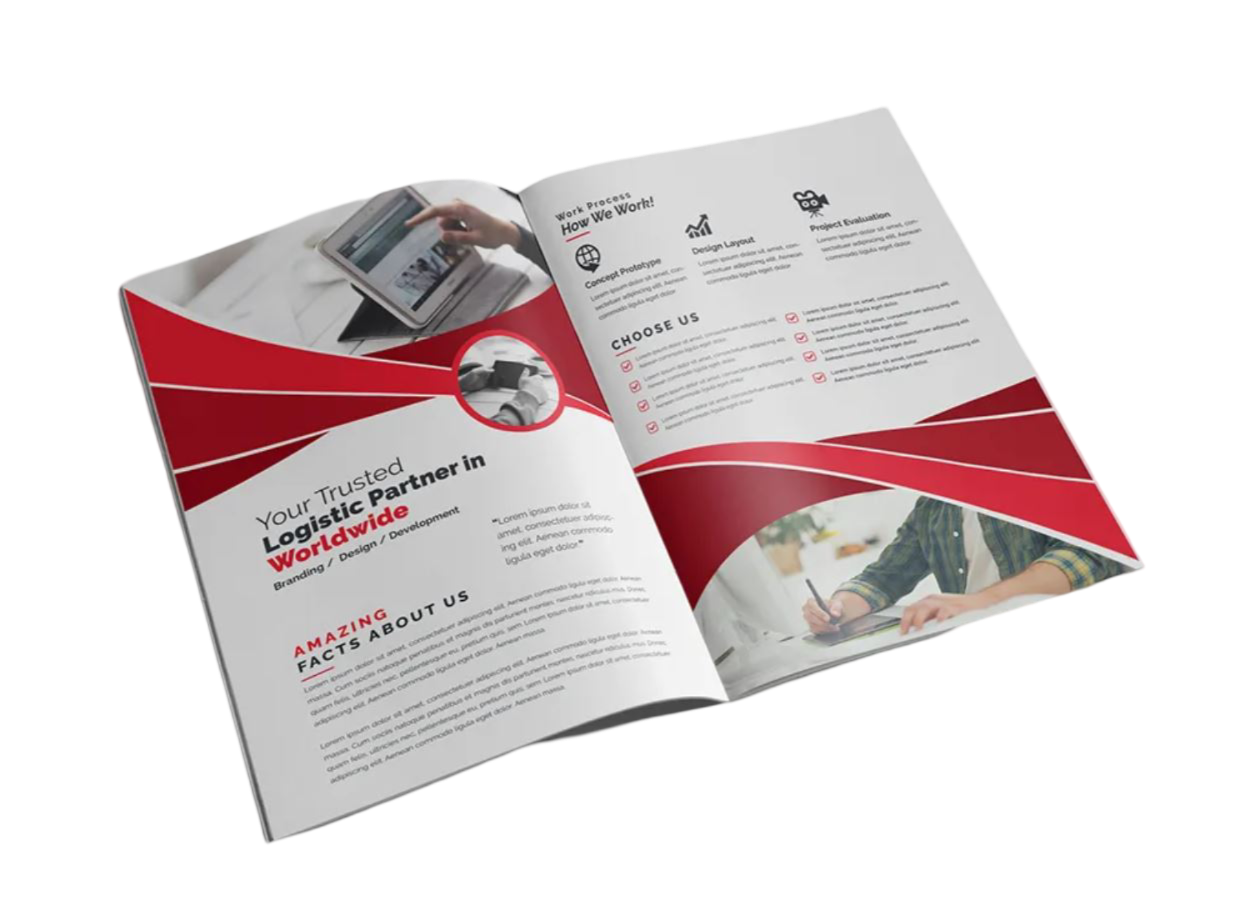 Your Trusted
Logistic Partner in
Worldwide
Branding / Design / Development
"Lorem ipsum dolor sit
amet, consectetuer adipisc-
ing elit. Aenean commodo
ligula eget dolor."
AMAZING
FACTS ABOUT US
Lorem ipsum dolor sit amet, consectetuer adipiscing elit. Aenean commodo ligula eget dolor. Aenean
massa. Cum sociis natoque penatibus et magnis dis parturient montes, nascetur ridiculus mus. Donec
quam felis, ultricies nec, pellentesque eu, pretium quis, sem. Lorem ipsum dolor sit amet, consectetuer
adipiscing elit. Aenean commodo ligula eget dolor. Aenean massa.
Lorem ipsum dolor sit amet, consectetuer adipiscing elit. Aenean commodo ligula eget dolor. Aenean
massa. Cum sociis natoque penatibus et magnis dis parturient montes, nascetur ridiculus mus. Donec
quam felis, ultricies nec, pellentesque eu, pretium quis, sem. Lorem ipsum dolor sit amet, consectetuer
adipiscing elit. Aenean commodo ligula eget dolor. Aenean massa.
Work Process
How We Work!
Concept Prototype
Lorem ipsum dolor sit amet, con-
sectetuer adipiscing elit. Aenean
commodo ligula eget dolor
Design Layout
Lorem ipsum dolor sit amet, con-
sectetuer adipiscing elit. Aenean
commodo ligula eget dolor
Project Evaluation
Lorem ipsum dolor sit amet, con-
sectetuer adipiscing elit. Aenean
commodo ligula eget dolor.
CHOOSE US
Lorem ipsum dolor sit amet, consectetuer adipiscing elit.
Aenean commodo ligula eget dolor.
Lorem ipsum dolor sit amet, consectetuer adipiscing elit.
Aenean commodo ligula eget dolor.
Lorem ipsum dolor sit amet, consectetuer adipiscing elit.
Aenean commodo ligula eget dolor.
Lorem ipsum dolor sit amet, consectetuer adipiscing elit.
Aenean commodo ligula eget dolor.
Lorem ipsum dolor sit amet, consectetuer adipiscing elit.
Aenean commodo ligula eget dolor.
Lorem ipsum dolor sit amet, consectetuer adipiscing elit.
Aenean commodo ligula eget dolor.
Lorem ipsum dolor sit amet, consectetuer adipiscing elit.
Aenean commodo ligula eget dolor.
Lorem ipsum dolor sit amet, consectetuer adipiscing elit.
Aenean commodo ligula eget dolor.